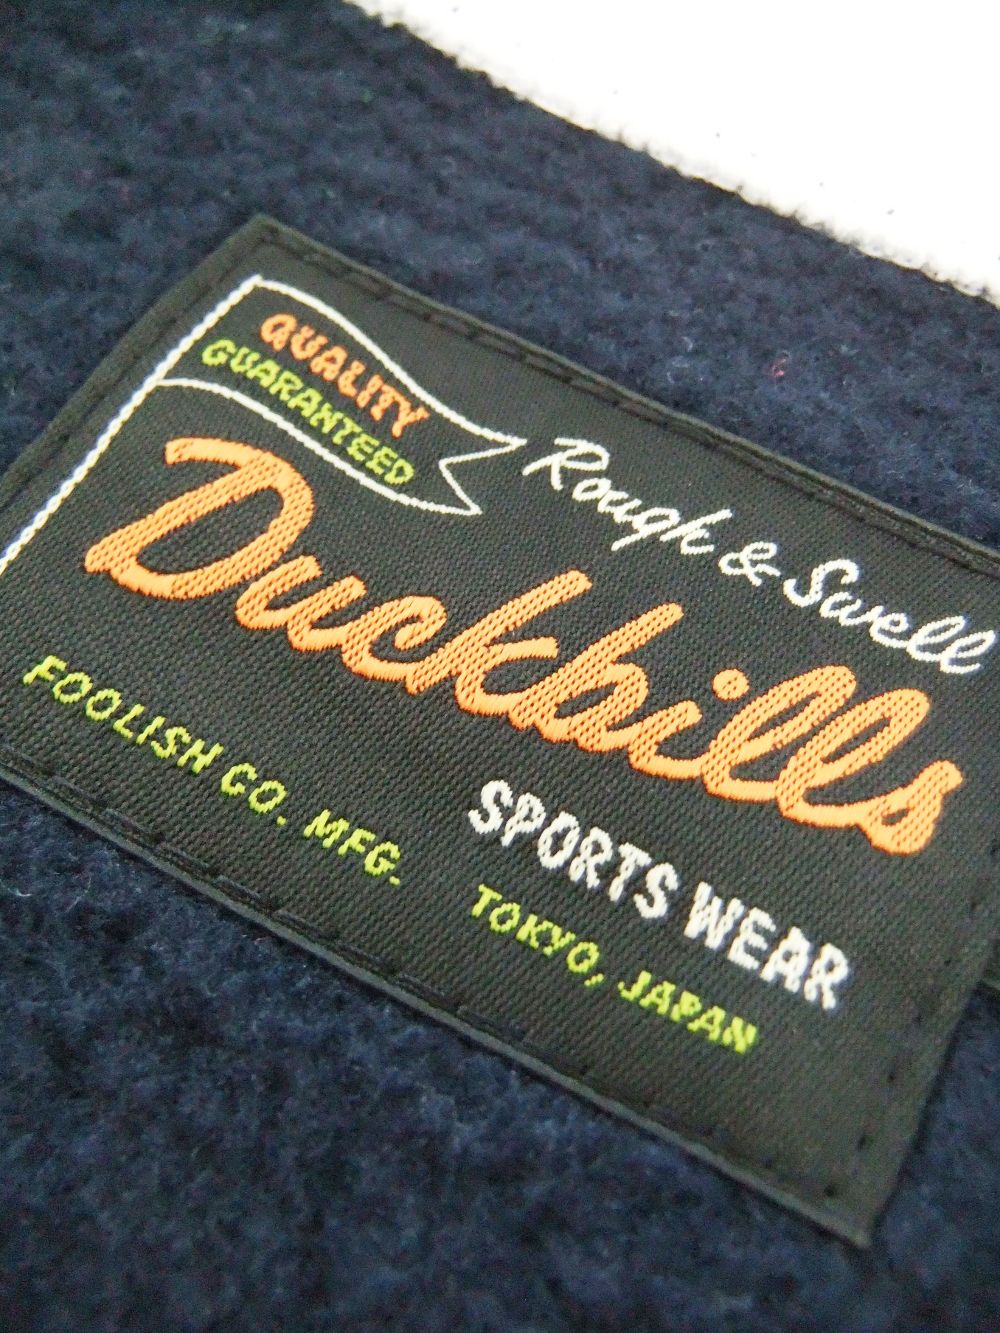 QUALITY
GUARANTEED
Rough & Swell
Duckbills
SPORTS WEAR
FOOLISH CO. MFG. TOKYO, JAPAN